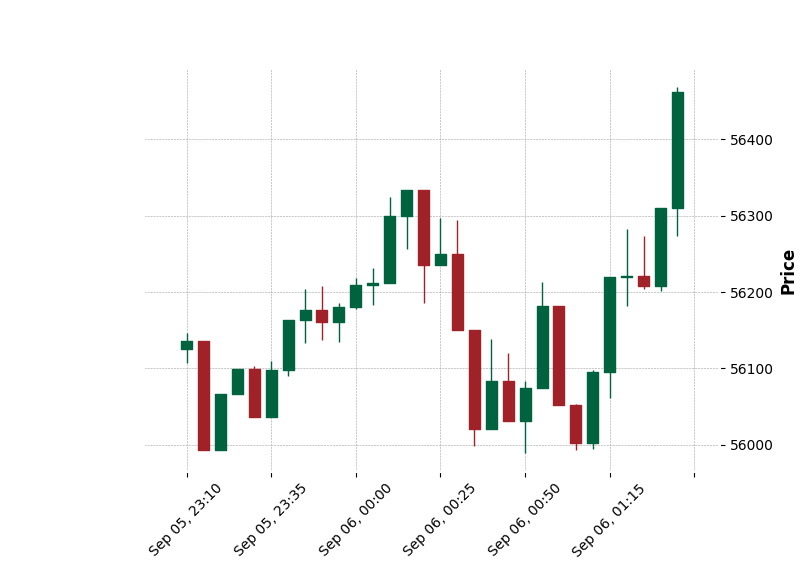 56400
56300
56200
56100
56000
Price
Sep 05, 23:10
Sep 05, 23:35
Sep 06, 00:00
Sep 06, 00:25
Sep 06, 00:50
Sep 06, 01:15